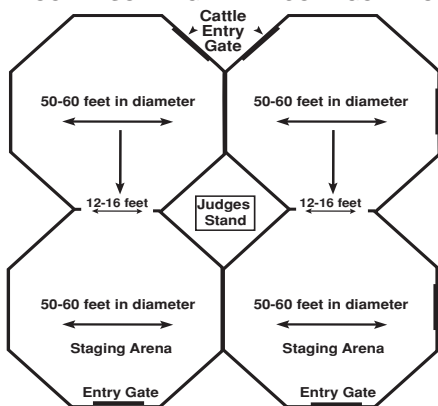 Cattle
Entry
Gate
50-60 feet in diameter
50-60 feet in diameter
12-16 feet
Judges
Stand
12-16 feet
50-60 feet in diameter
50-60 feet in diameter
Staging Arena
Staging Arena
Entry Gate
Entry Gate